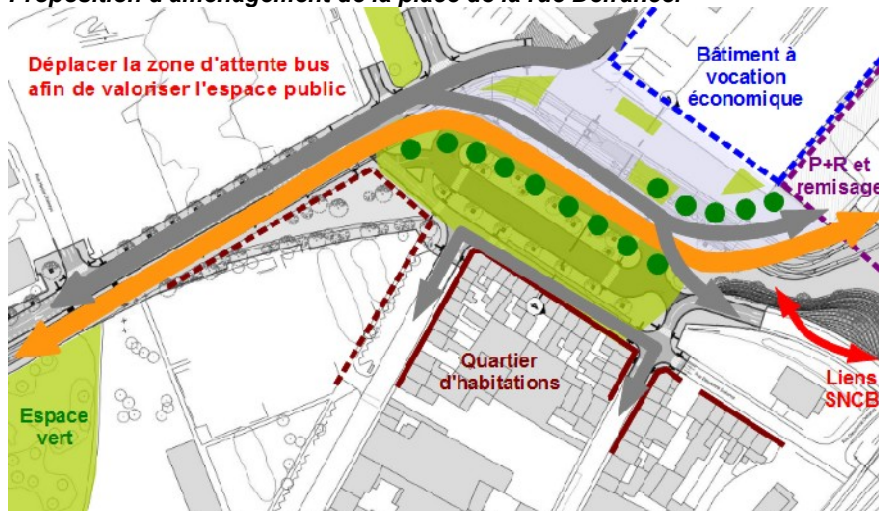 Proposition d'aménagement de la place de la rue Defrance.
Déplacer la zone d'attente bus
afin de valoriser l'espace public
Bâtiment à
vocation
économique
P+R et
remisage
Quartier
d'habitations
Liens
SNCB
Espace
vert